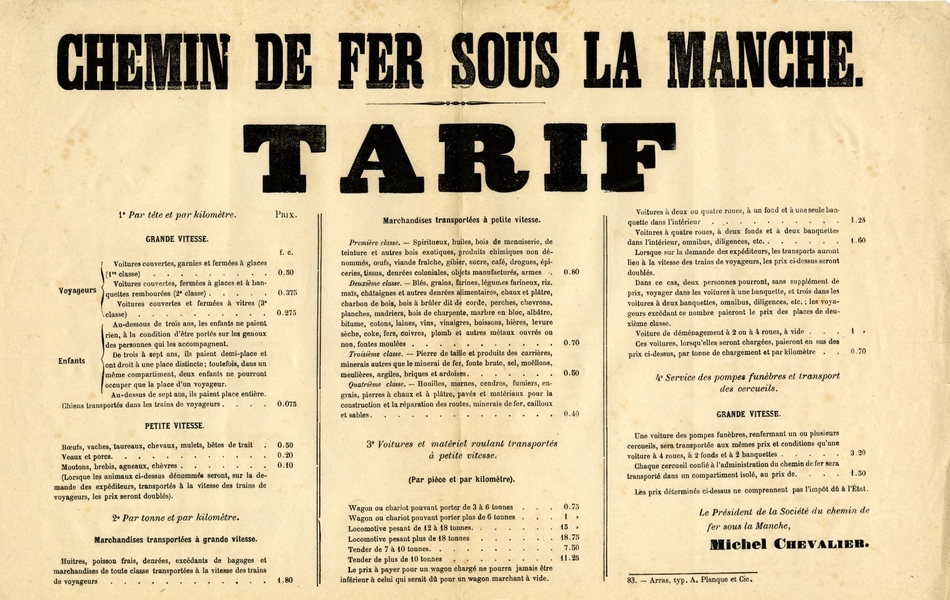 CHEMIN DE FER SOUS LA MANCHE.
TARIF
1° Par tête et par kilomètre. PRIX.
GRANDE VITESSE.
f. c.
Voyageurs
Voitures couvertes, garnies et fermées à glaces
(1re classe) . . . . . . . . 0.50
Voitures couvertes, fermées à glaces et à ban-
quettes rembourées (2e classe) . . . . . 0.375
Voitures couvertes et fermées à vitres (3e
classe) . . . . . . . . 0.275
Enfants
Au-dessous de trois ans, les enfants ne paient
rien, à la condition d'être portés sur les genoux
des personnes qui les accompagnent.
De trois à sept ans, ils paient demi-place et
ont droit à une place distincte ; toutefois, dans un
même compartiment, deux enfants ne pourront
occuper que la place d'un voyageur.
Au-dessus de sept ans, ils paient place entière.
Chiens transportés dans les trains de voyageurs . . . . 0.075
PETITE VITESSE.
Bœufs, vaches, taureaux, chevaux, mulets, bêtes de trait . 0.50
Veaux et porcs. . . . . . . . 0.20
Moutons, brebis, agneaux, chèvres . . . . . 0.10
(Lorsque les animaux ci-dessus dénommés seront, sur la de-
mande des expéditeurs, transportés à la vitesse des trains de
voyageurs, les prix seront doublés).
2° Par tonne et par kilomètre.
Marchandises transportées à grande vitesse.
Huîtres, poisson frais, denrées, excédants de bagages et
marchandises de toute classe transportées à la vitesse des trains
de voyageurs . . . . . . . . 1.80
Marchandises transportées à petite vitesse.
Première classe. — Spiritueux, huiles, bois de menuiserie, de
teinture et autres bois exotiques, produits chimiques non dé-
nommés, œufs, viande fraîche, gibier, sucre, café, drogues, épi-
ceries, tissus, denrées coloniales, objets manufacturés, armes . 0.80
Deuxième classe. — Blés, grains, farines, légumes farineux, riz,
maïs, châtaignes et autres denrées alimentaires, chaux et plâtre,
charbon de bois, bois à brûler dit de corde, perches, chevrons,
planches, madriers, bois de charpente, marbre en bloc, albâtre,
bitume, cotons, laines, vins, vinaigres, boissons, bières, levure
sèche, coke, fers, cuivres, plomb et autres métaux ouvrés ou
non, fontes moulées . . . . . . . 0.70
Troisième classe. — Pierre de taille et produits des carrières,
minerais autres que le minerai de fer, fonte brute, sel, moëllons,
meulières, argiles, briques et ardoises . . . . . 0.50
Quatrième classe. — Houilles, marnes, cendres, fumiers, en-
grais, pierres à chaux et à plâtre, pavés et matériaux pour la
construction et la réparation des routes, minerais de fer, cailloux
et sables . . . . . . . . 0.40
3° Voitures et matériel roulant transportés
à petite vitesse.
(Par pièce et par kilomètre).
Wagon ou chariot pouvant porter de 3 à 6 tonnes . . . 0.75
Wagon ou chariot pouvant porter plus de 6 tonnes . . . 1 »
Locomotive pesant de 12 à 18 tonnes. . . . . . 15 »
Locomotive pesant plus de 18 tonnes . . . . . 18.75
Tender de 7 à 10 tonnes. . . . . . . 7.50
Tender de plus de 10 tonnes . . . . . . 11.25
Le prix à payer pour un wagon chargé ne pourra jamais être
inférieur à celui qui serait dû pour un wagon marchant à vide.
Voitures à deux ou quatre roues, à un fond et à une seule ban-
quette dans l'intérieur . . . . . . . 1.25
Voitures à quatre roues, à deux fonds et à deux banquettes
dans l'intérieur, omnibus, diligences, etc. . . . . . 1.60
Lorsque sur la demande des expéditeurs, les transports auront
lieu à la vitesse des trains de voyageurs, les prix ci-dessus seront
doublés.
Dans ce cas, deux personnes pourront, sans supplément de
prix, voyager dans les voitures à une banquette, et trois dans les
voitures à deux banquettes, omnibus, diligences, etc. ; les voya-
geurs excédant ce nombre paieront le prix des places de deu-
xième classe.
Voiture de déménagement à 2 ou à 4 roues, à vide . . . 1 »
Ces voitures, lorsqu'elles seront chargées, paieront en sus des
prix ci-dessus, par tonne de chargement et par kilomètre . . 0.70
4° Service des pompes funèbres et transport
des cercueils.
GRANDE VITESSE.
Une voiture des pompes funèbres, renfermant un ou plusieurs
cercueils, sera transportée aux mêmes prix et conditions qu'une
voiture à 4 roues, à 2 fonds et à 2 banquettes . . . . 3.20
Chaque cercueil confié à l'administration du chemin de fer sera
transporté dans un compartiment isolé, au prix de. . . . 1.50
Les prix déterminés ci-dessus ne comprennent pas l'impôt dû à l'État.
Le Président de la Société du chemin de
fer sous la Manche,
Michel CHEVALIER.
83. — Arras, typ. A. Planque et Cie.